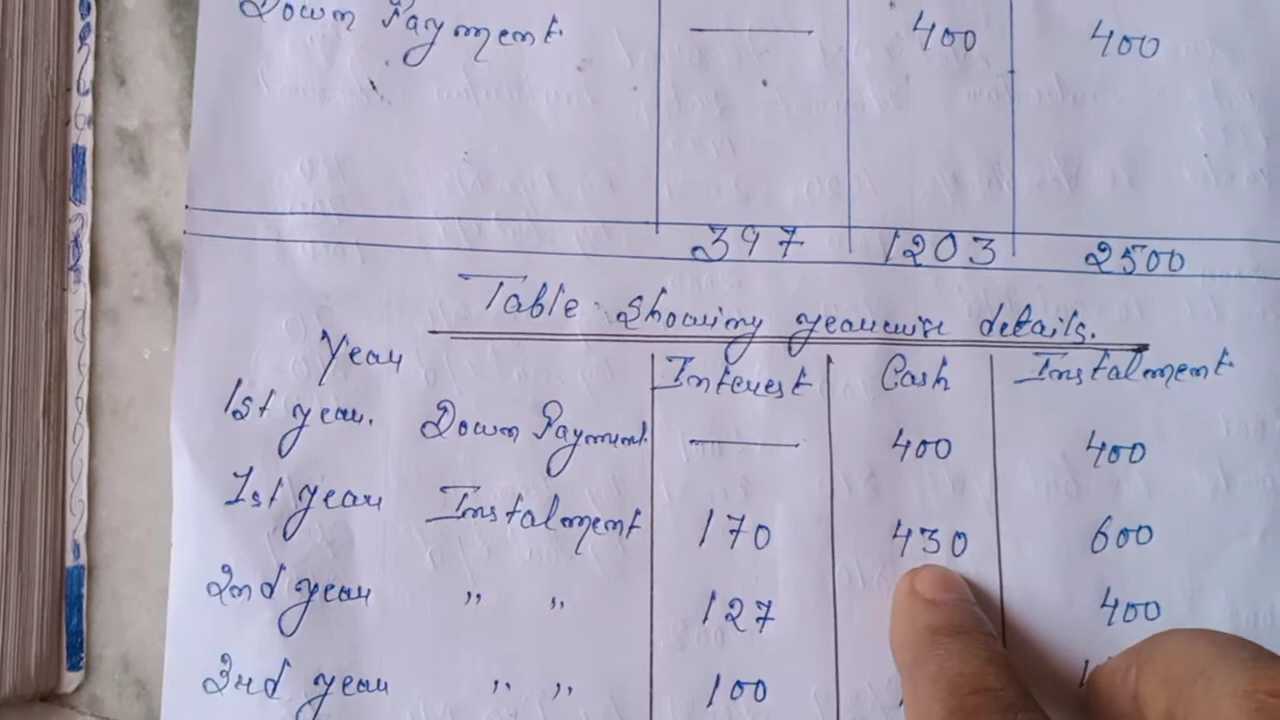 Down Payment. — 400 400
397 1203 2500
Table Showing yearwise details.
Year Interest Cash Instalment
1st year. Down Payment. — 400 400
1st year Instalment 170 430 600
2nd year ,, ,, 127 400
3rd year ,, ,, 100